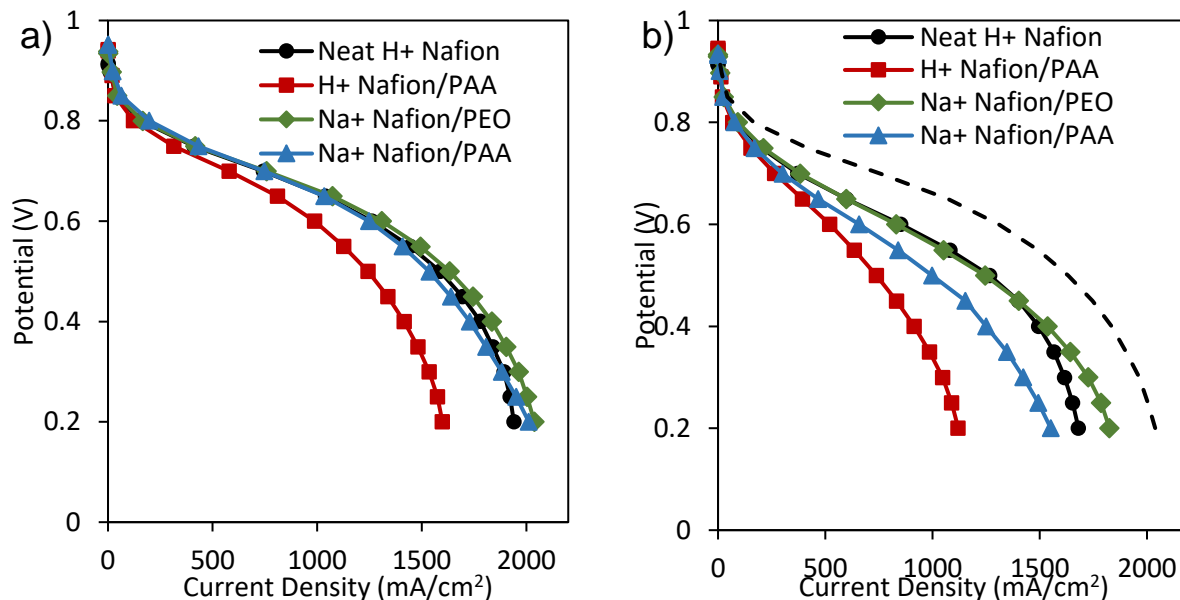 a)
Neat H+ Nafion
H+ Nafion/PAA
Na+ Nafion/PEO
Na+ Nafion/PAA
Potential (V)
1
0.8
0.6
0.4
0.2
0
0 500 1000 1500 2000
Current Density (mA/cm²)
b)
Neat H+ Nafion
H+ Nafion/PAA
Na+ Nafion/PEO
Na+ Nafion/PAA
Potential (V)
1
0.8
0.6
0.4
0.2
0
0 500 1000 1500 2000
Current Density (mA/cm²)